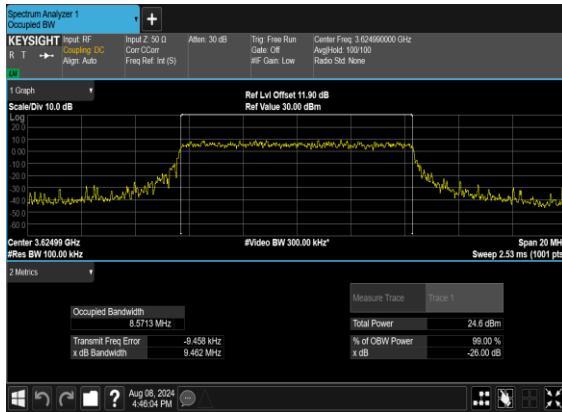 Spectrum Analyzer 1
Occupied BW
KEYSIGHT
R T
LXI
Input: RF
Coupling: DC
Align: Auto
Input Z: 50 Ω
Corr CCorr
Freq Ref: Int (S)
Atten: 30 dB
Trig: Free Run
Gate: Off
#IF Gain: Low
Center Freq: 3.624990000 GHz
Avg|Hold: 100/100
Radio Std: None
1 Graph
Scale/Div 10.0 dB
Ref Lvl Offset 11.90 dB
Ref Value 30.00 dBm
Log
20.0
10.0
0.00
-10.0
-20.0
-30.0
-40.0
-50.0
-60.0
Center 3.62499 GHz
#Res BW 100.00 kHz
#Video BW 300.00 kHz*
Span 20 MH
Sweep 2.53 ms (1001 pts
2 Metrics
Occupied Bandwidth
8.5713 MHz
Transmit Freq Error -9.458 kHz
x dB Bandwidth 9.462 MHz
Measure Trace Trace 1
Total Power 24.6 dBm
% of OBW Power 99.00 %
x dB -26.00 dB
Aug 08, 2024
4:46:04 PM